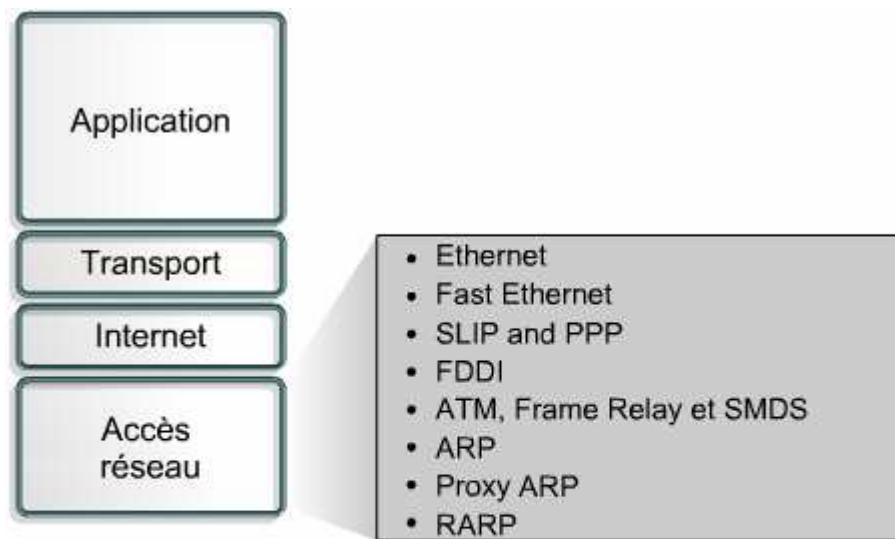 Application
Transport
Internet
Accès
réseau
• Ethernet
• Fast Ethernet
• SLIP and PPP
• FDDI
• ATM, Frame Relay et SMDS
• ARP
• Proxy ARP
• RARP